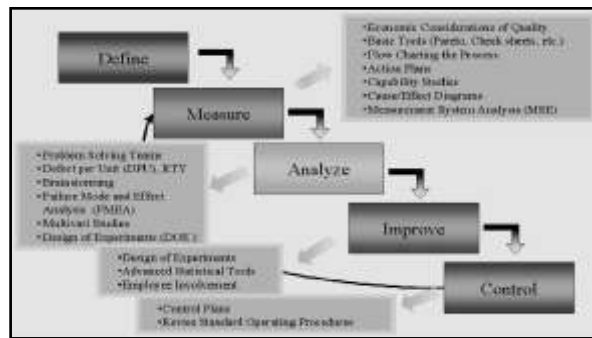 Define
•Economic Considerations of Quality
•Basic Tools (Pareto, Check sheets, etc.)
•Flow Charting the Process
•Action Plans
•Capability Studies
•Cause/Effect Diagrams
•Measurement System Analysis (MSE)
Measure
•Problem Solving Teams
•Defect per Unit (DPU), RTY
•Brainstorming
•Failure Mode and Effect
Analysis (FMEA)
•Multivari Studies
•Design of Experiments (DOE)
Analyze
Improve
•Design of Experiments
•Advanced Statistical Tools
•Employee Involvement
Control
•Control Plans
Standard Operating Procedures